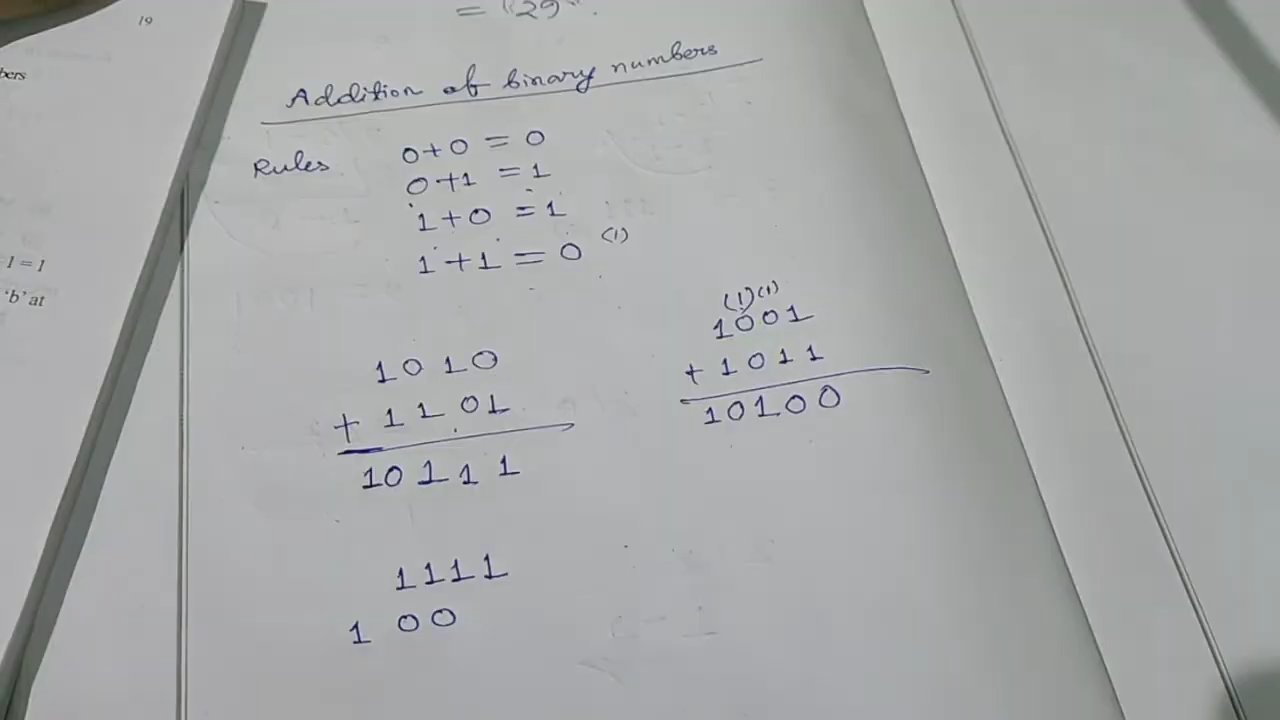 19
= (29
bers
Addition of binary numbers
Rules
0+0 = 0
0+1 = 1
1+0 = 1
1+1 = 0 (1)
1 = 1
'b' at
1010
+ 1101
10111
(1)(1)
1001
+ 1011
10100
1111
1 00